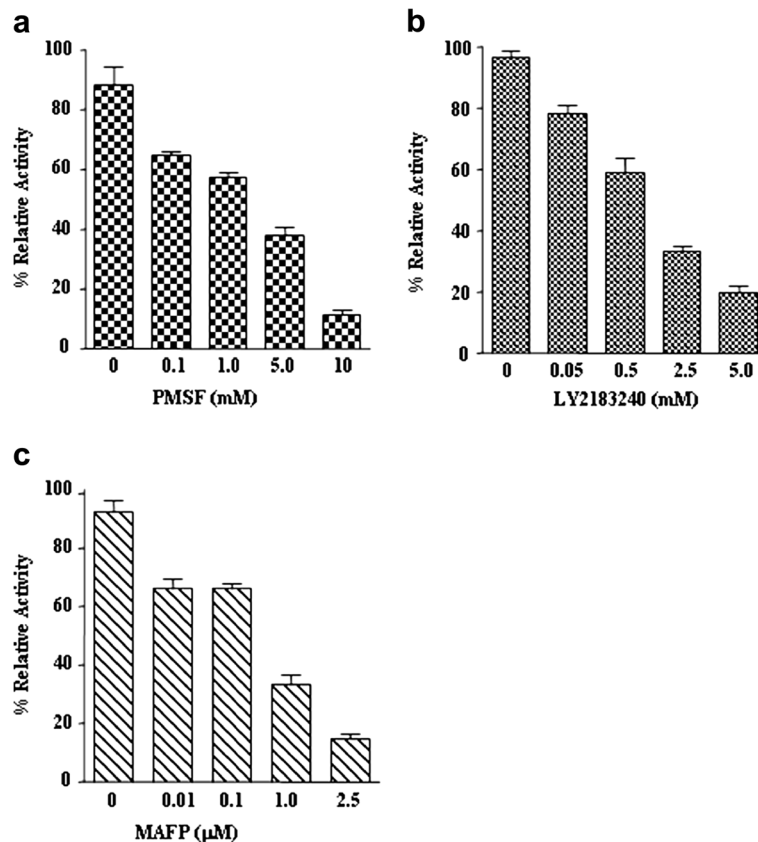 a
100
80
60
40
20
0
% Relative Activity
0 0.1 1.0 5.0 10
PMSF (mM)
b
100
80
60
40
20
0
% Relative Activity
0 0.05 0.5 2.5 5.0
LY2183240 (mM)
c
100
80
60
40
20
0
% Relative Activity
0 0.01 0.1 1.0 2.5
MAFP (μM)